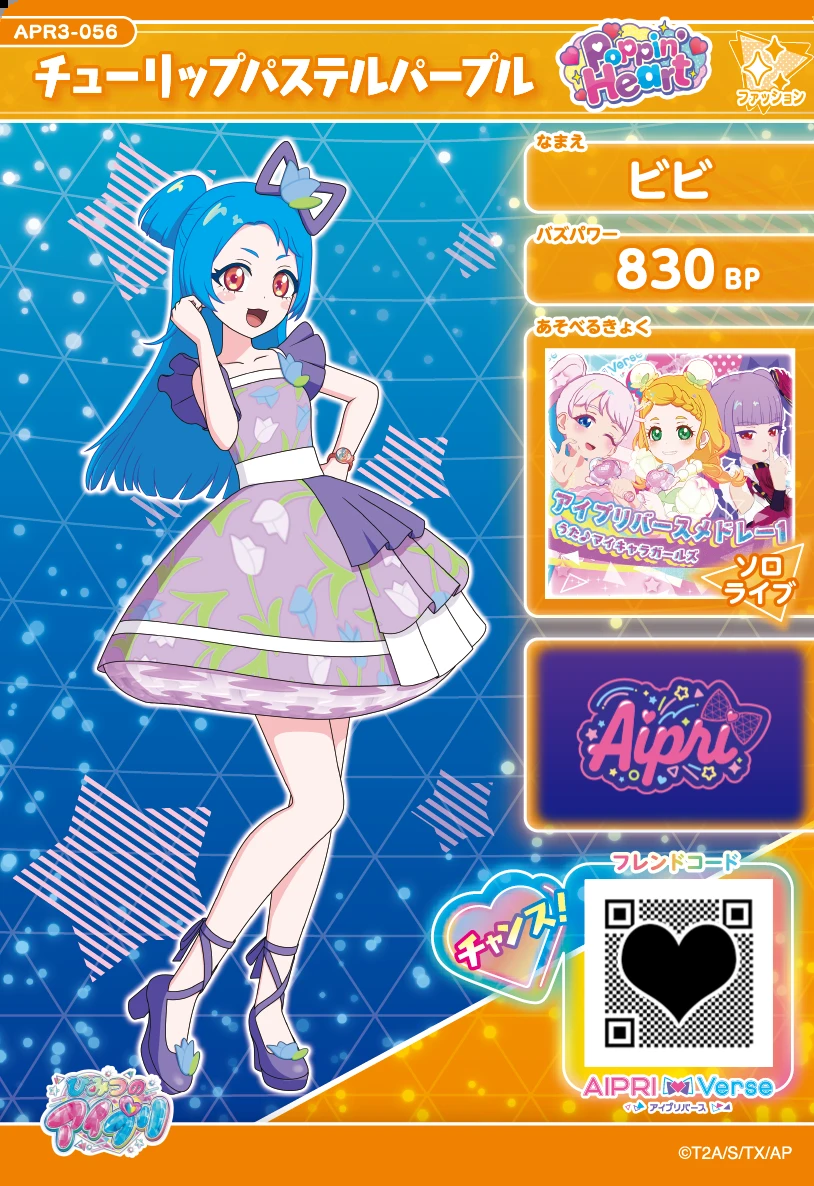 APR3-056
チューリップパステルパープル
Poppin' Heart
ファッション
なまえ
ビビ
バズパワー
830 BP
あそべるきょく
Verse
アイプリバースメドレー1
うた♪マイキャラガールズ
ソロ
ライブ
Aipri
フレンドコード
チャンス!
AIPRI Verse
アイプリバース
ひみつの
アイプリ
©T2A/S/TX/AP